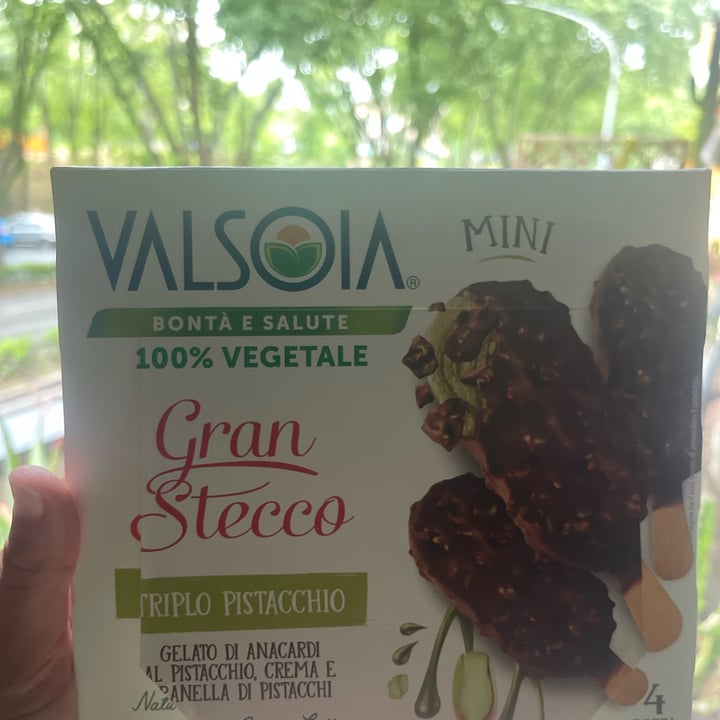 VALSOIA®
MINI
BONTÀ E SALUTE
100% VEGETALE
Gran
Stecco
TRIPLO PISTACCHIO
GELATO DI ANACARDI
AL PISTACCHIO, CREMA E
GRANELLA DI PISTACCHI
4